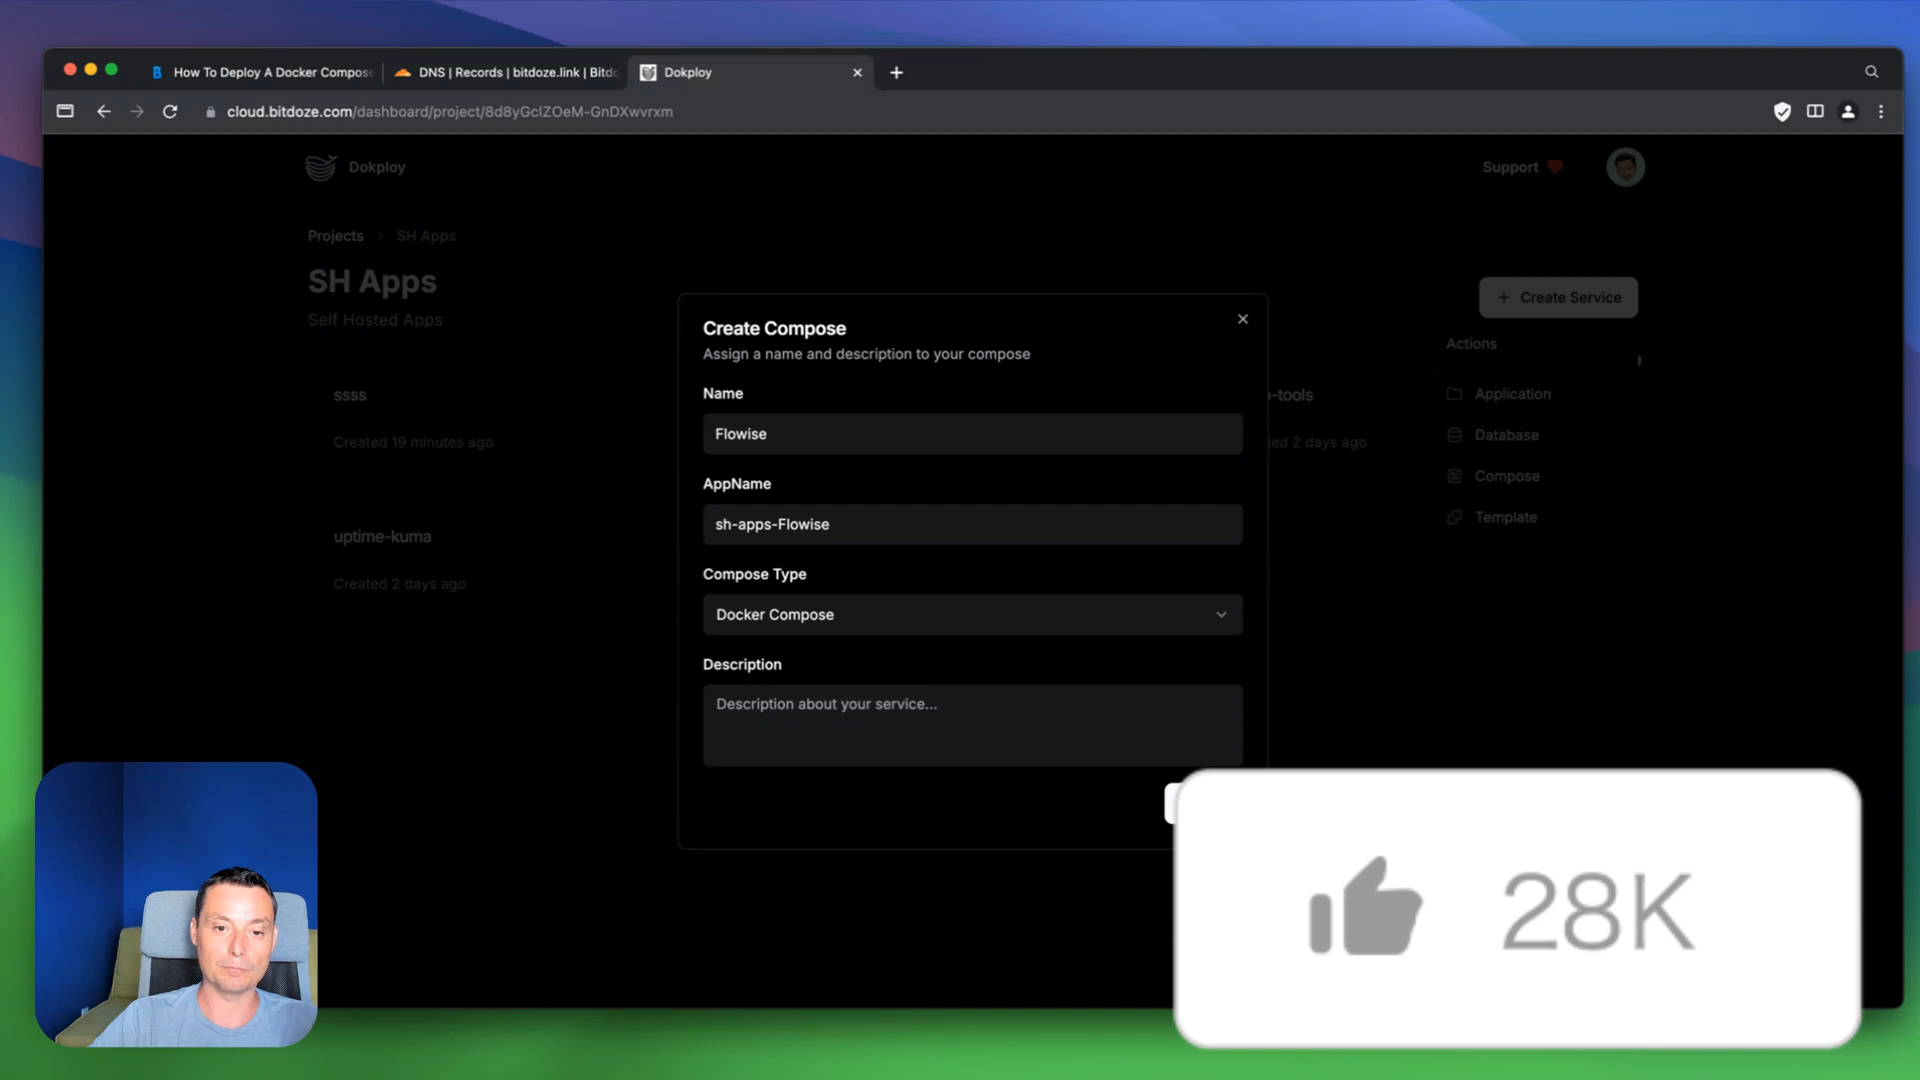 How To Deploy A Docker Compose
DNS | Records | bitdoze.link | Bitdo
Dokploy
cloud.bitdoze.com/dashboard/project/8d8yGclZOeM-GnDXwvrxm
Dokploy
Support
Projects > SH Apps
SH Apps
Self Hosted Apps
+ Create Service
Actions
Application
Database
Compose
Template
ssss
Created 19 minutes ago
-tools
ed 2 days ago
uptime-kuma
Created 2 days ago
Create Compose
Assign a name and description to your compose
Name
Flowise
AppName
sh-apps-Flowise
Compose Type
Docker Compose
Description
Description about your service...
28K